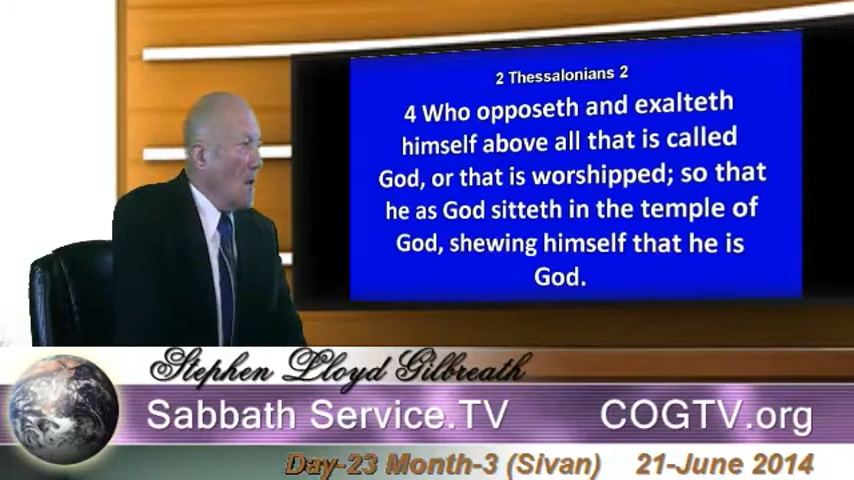 2 Thessalonians 2
4 Who opposeth and exalteth
himself above all that is called
God, or that is worshipped; so that
he as God sitteth in the temple of
God, shewing himself that he is
God.
Stephen Lloyd Gilbreath
Sabbath Service.TV COGTV.org
Day-23 Month-3 (Sivan) 21-June 2014